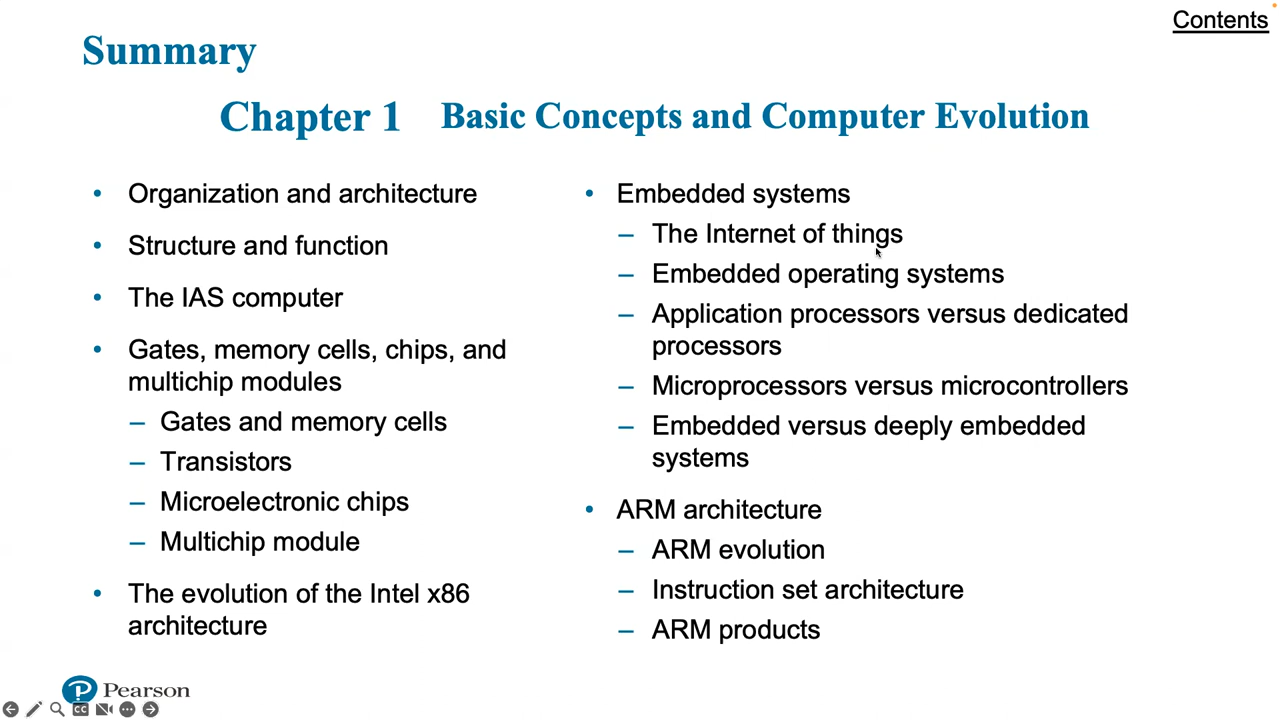 Contents
Summary
Chapter 1 Basic Concepts and Computer Evolution
• Organization and architecture
• Structure and function
• The IAS computer
• Gates, memory cells, chips, and
multichip modules
– Gates and memory cells
– Transistors
– Microelectronic chips
– Multichip module
• The evolution of the Intel x86
architecture
• Embedded systems
– The Internet of things
– Embedded operating systems
– Application processors versus dedicated
processors
– Microprocessors versus microcontrollers
– Embedded versus deeply embedded
systems
• ARM architecture
– ARM evolution
– Instruction set architecture
– ARM products
P Pearson
CC